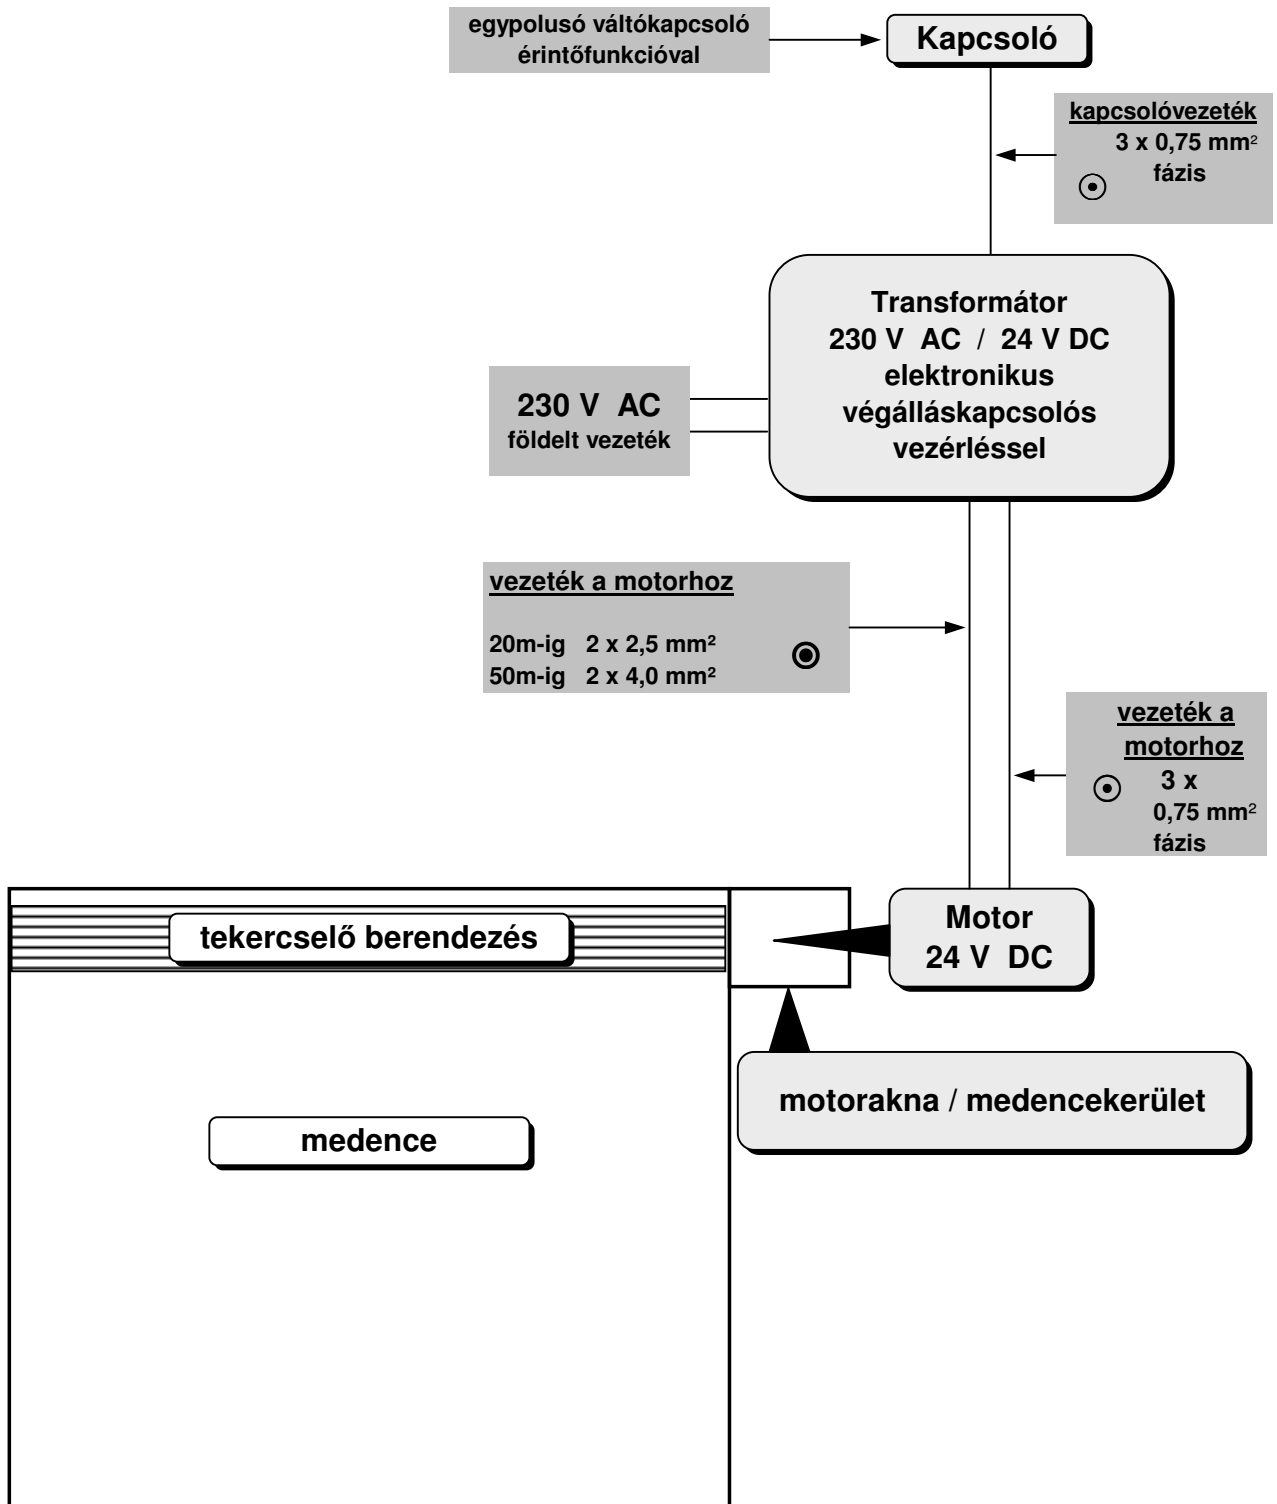 egypolusó váltókapcsoló
érintőfunkcióval
Kapcsoló
kapcsolóvezeték
3 x 0,75 mm²
fázis
Transformátor
230 V AC / 24 V DC
elektronikus
végálláskapcsolós
vezérléssel
230 V AC
földelt vezeték
vezeték a motorhoz
20m-ig 2 x 2,5 mm²
50m-ig 2 x 4,0 mm²
vezeték a
motorhoz
3 x
0,75 mm²
fázis
Motor
24 V DC
tekercselő berendezés
motorakna / medencekerület
medence